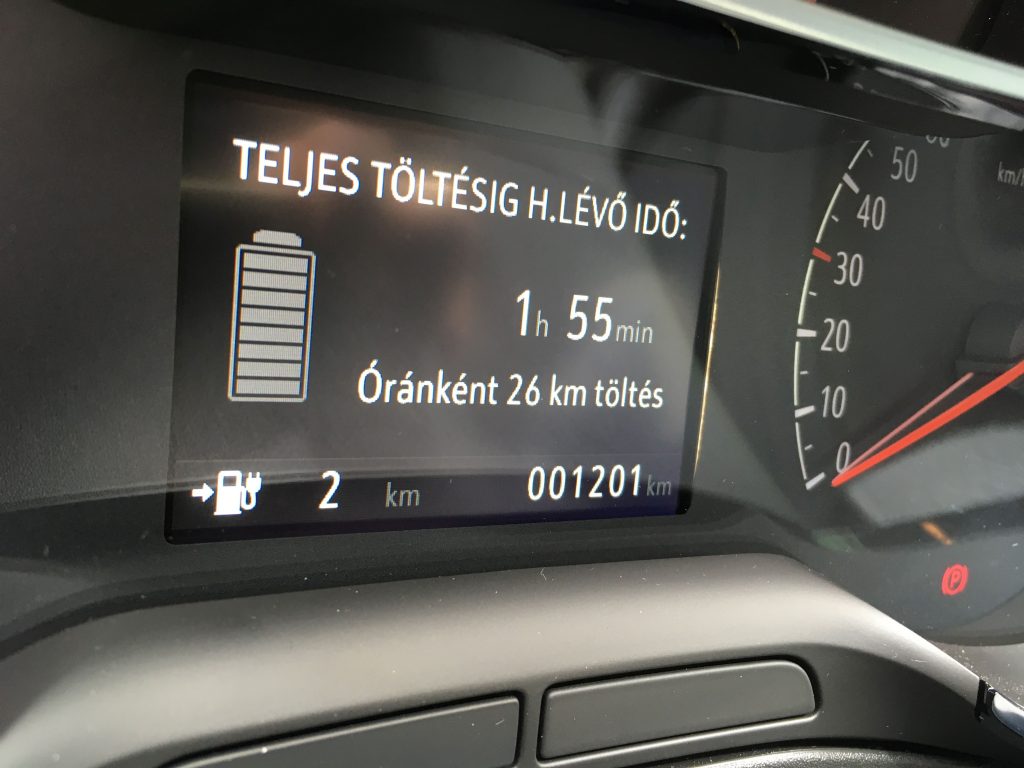 TELJES TÖLTÉSIG H.LÉVŐ IDŐ:
1h 55min
Óránként 26 km töltés
2 km 001201km
50
40
30
20
10
0
P